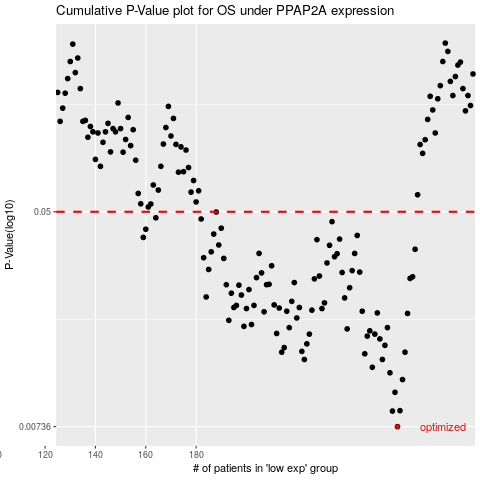 Cumulative P-Value plot for OS under PPAP2A expression
P-Value(log10)
0.05
0.00736
optimized
0 120 140 160 180
# of patients in 'low exp' group